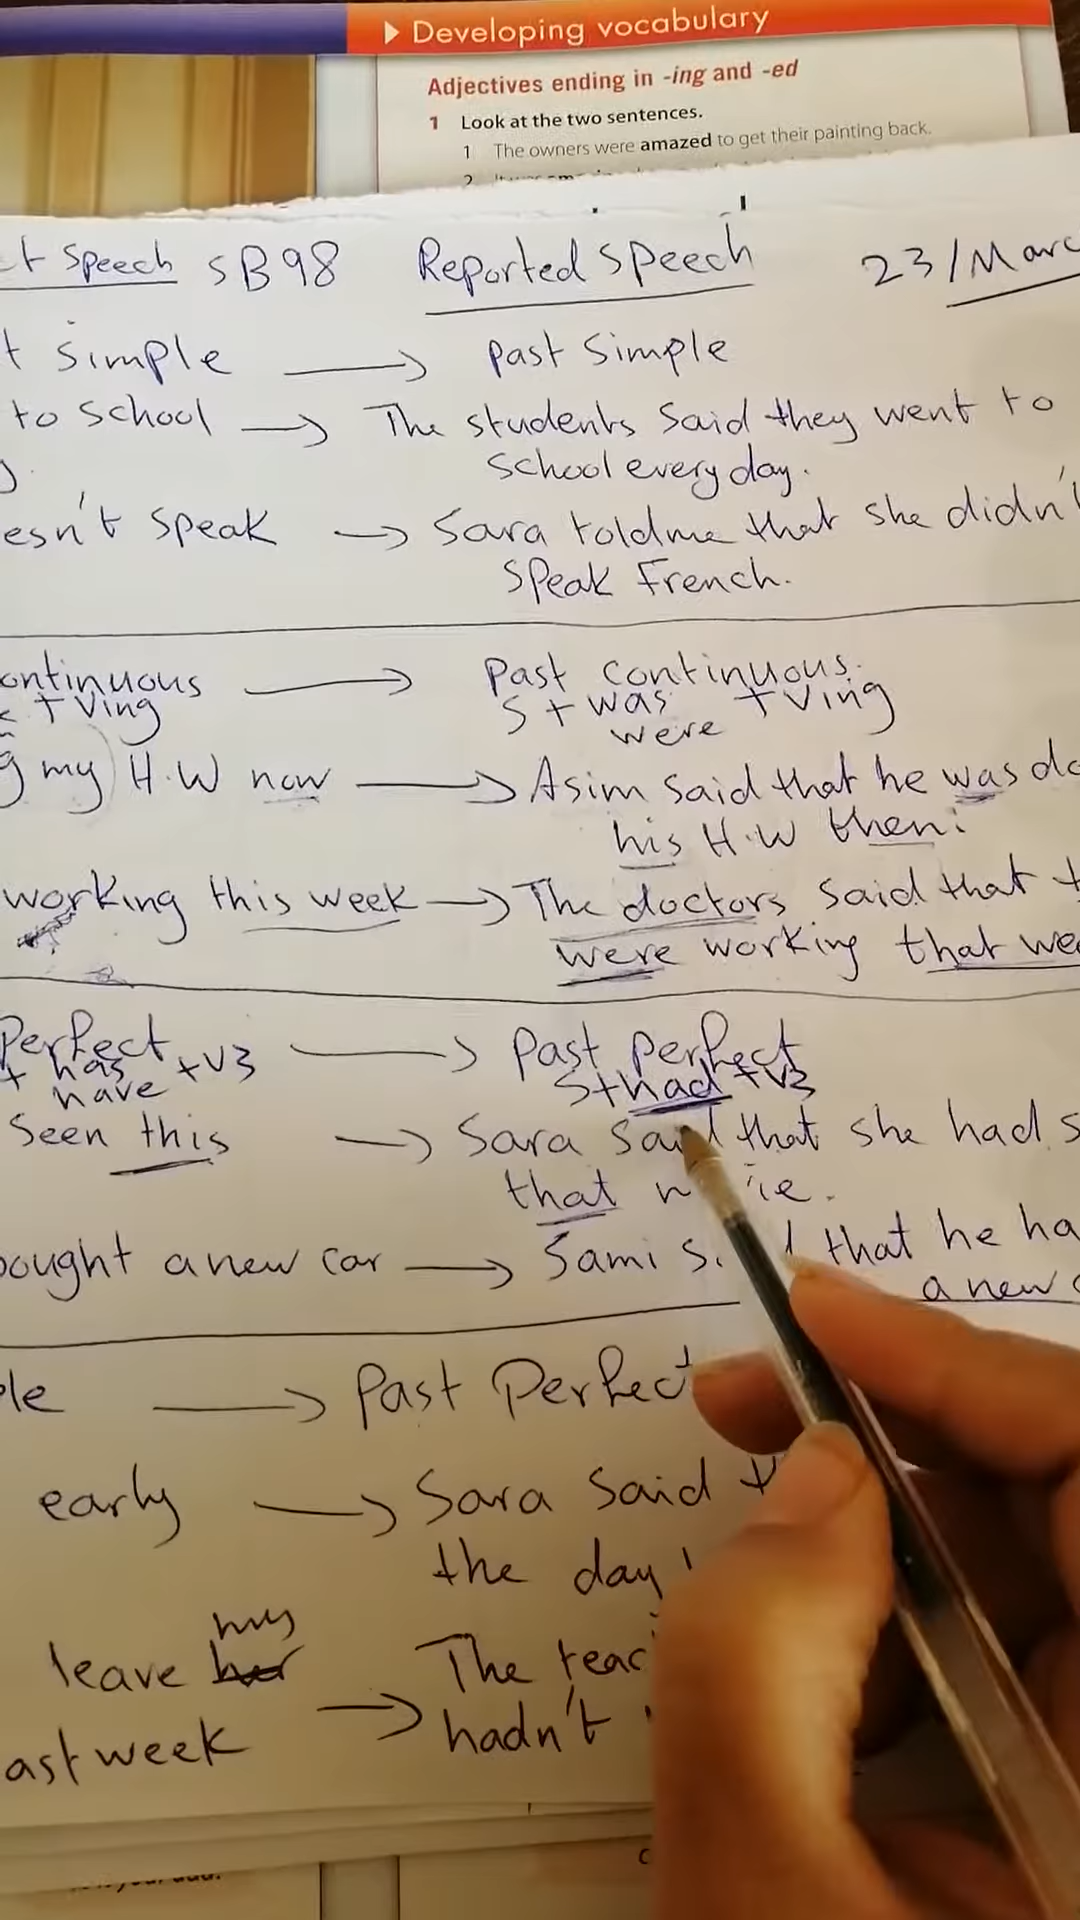 Developing vocabulary
Adjectives ending in -ing and -ed
1 Look at the two sentences.
1 The owners were amazed to get their painting back.
2
Speech SB98 Reported Speech 23/Marc
Simple → Past Simple
to School → The students said they went to
school every day.
esn't speak → Sara told me that she didn't
Speak French.
ontinuous → Past continuous.
+ Ving S + was + Ving
were
my H.W now → Asim said that he was do
his H.W then.
working this week → The doctors said that
were working that wee
Perfect → Past perfect
+ has + V3 S + had + V3
have
Seen this → Sara said that she had s
that
bought a new car → Sami that he ha
a new c
ple → Past Perfect
early → Sara said
the day
my
leave her The teac
→ hadn't
ast week